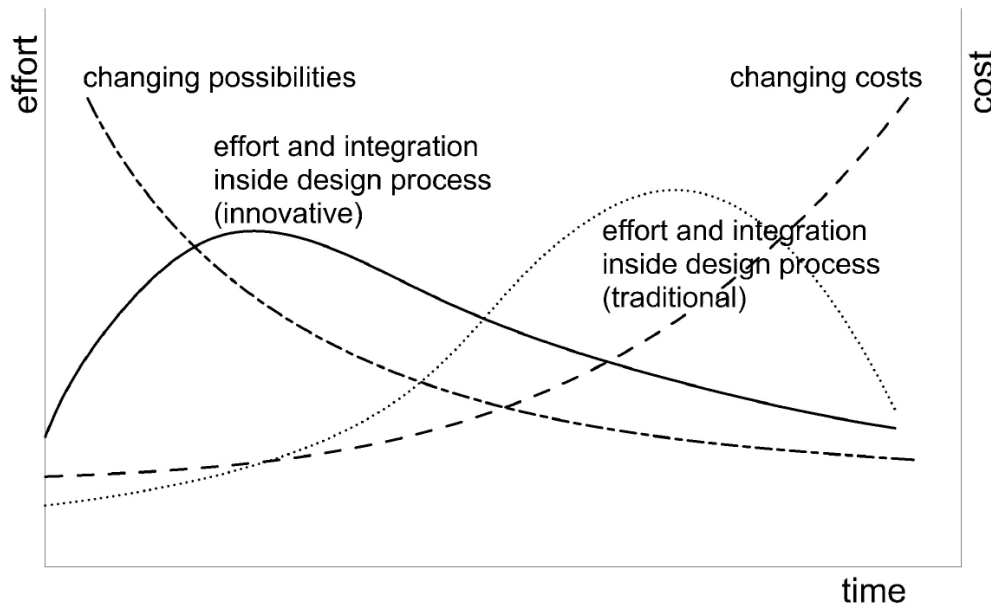 effort
cost
changing possibilities
changing costs
effort and integration
inside design process
(innovative)
effort and integration
inside design process
(traditional)
time